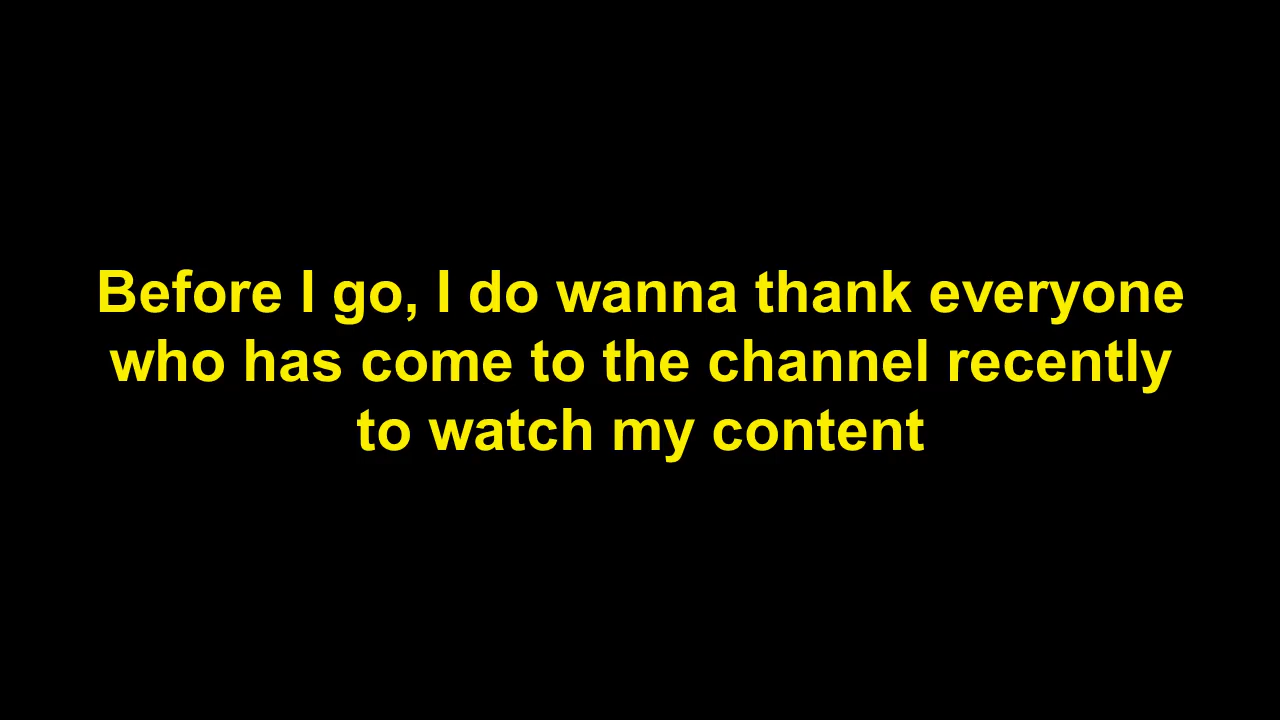 Before I go, I do wanna thank everyone
who has come to the channel recently
to watch my content